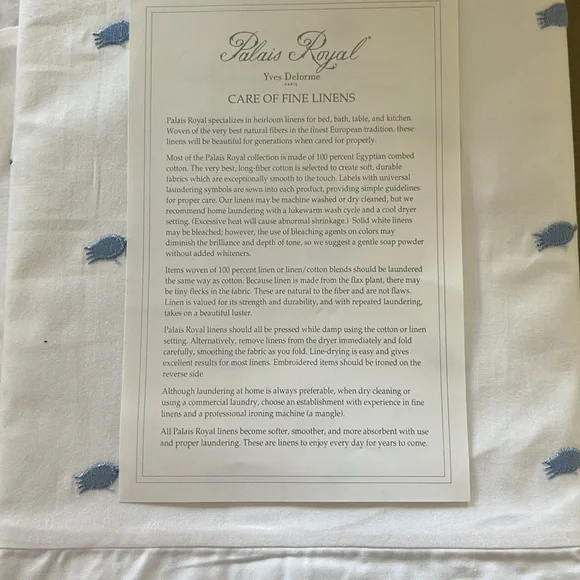 Palais Royal®
Yves Delorme
PARIS
CARE OF FINE LINENS
Palais Royal specializes in heirloom linens for bed, bath, table, and kitchen.
Woven of the very best natural fibers in the finest European tradition, these
linens will be beautiful for generations when cared for properly.
Most of the Palais Royal collection is made of 100 percent Egyptian combed
cotton. The very best, long-fiber cotton is selected to create soft, durable
fabrics which are exceptionally smooth to the touch. Labels with universal
laundering symbols are sewn into each product, providing simple guidelines
for proper care. Our linens may be machine washed or dry cleaned, but we
recommend home laundering with a lukewarm wash cycle and a cool dryer
setting. (Excessive heat will cause abnormal shrinkage.) Solid white linens
may be bleached; however, the use of bleaching agents on colors may
diminish the brilliance and depth of tone, so we suggest a gentle soap powder
without added whiteners.
Items woven of 100 percent linen or linen/cotton blends should be laundered
the same way as cotton. Because linen is made from the flax plant, there may
be tiny flecks in the fabric. These are natural to the fiber and are not flaws.
Linen is valued for its strength and durability, and with repeated laundering,
takes on a beautiful luster.
Palais Royal linens should all be pressed while damp using the cotton or linen
setting. Alternatively, remove linens from the dryer immediately and fold
carefully, smoothing the fabric as you fold. Line-drying is easy and gives
excellent results for most linens. Embroidered items should be ironed on the
reverse side.
Although laundering at home is always preferable, when dry cleaning or
using a commercial laundry, choose an establishment with experience in fine
linens and a professional ironing machine (a mangle).
All Palais Royal linens become softer, smoother, and more absorbent with use
and proper laundering. These are linens to enjoy every day for years to come.